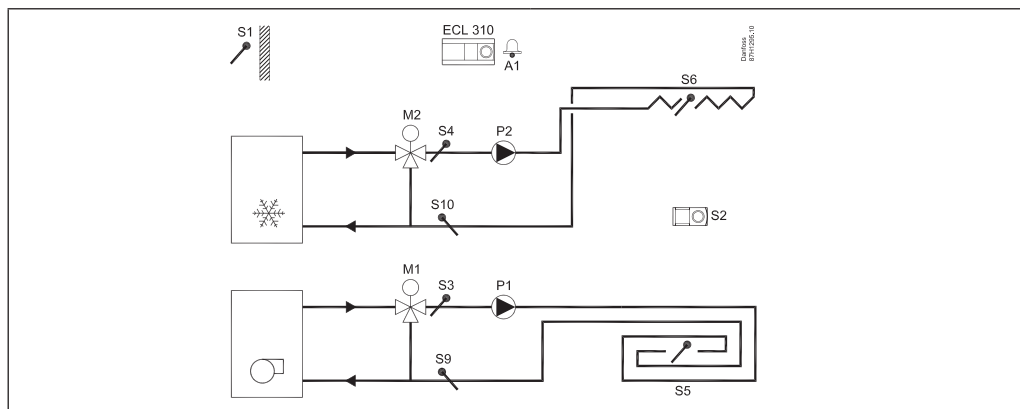 S1
ECL 310
A1
Danfoss
87H1295.10
S6
M2
S4
P2
S10
S2
M1
S3
P1
S9
S5